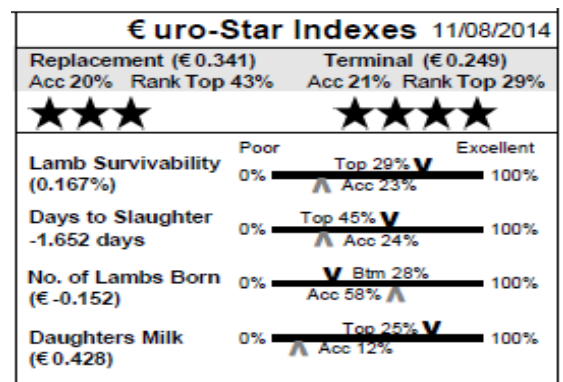 € uro-Star Indexes 11/08/2014
Replacement (€ 0.341) Terminal (€ 0.249)
Acc 20% Rank Top 43% Acc 21% Rank Top 29%
Poor Excellent
Lamb Survivability 0% Top 29% 100%
(0.167%) Acc 23%
Days to Slaughter 0% Top 45% 100%
-1.652 days Acc 24%
No. of Lambs Born 0% Btm 28% 100%
(€ -0.152) Acc 58%
Daughters Milk 0% Top 25% 100%
(€ 0.428) Acc 12%